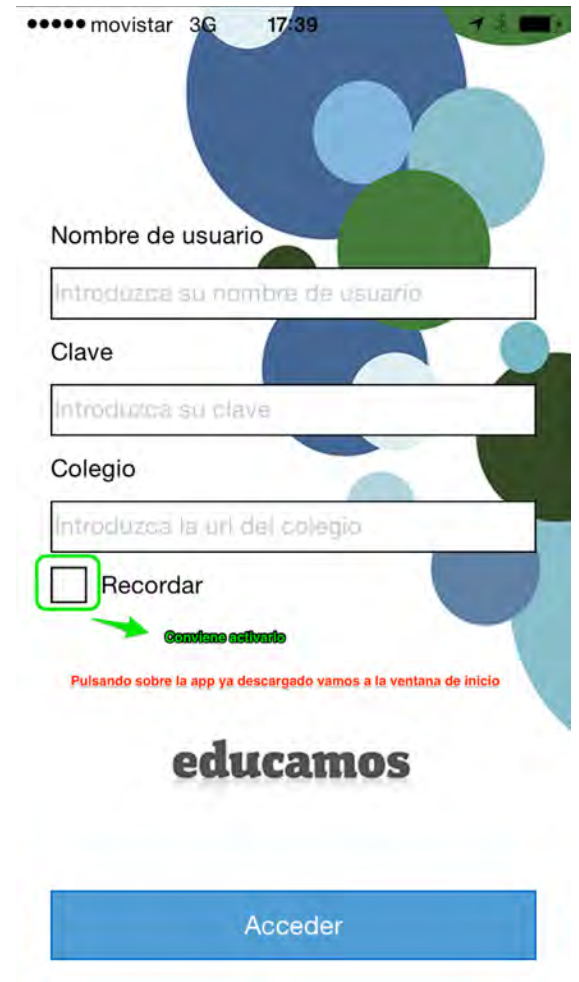 movistar 3G 17:39
Nombre de usuario
Introduzca su nombre de usuario
Clave
Introduzca su clave
Colegio
Introduzca la url del colegio
Recordar
Conviene activarlo
Pulsando sobre la app ya descargado vamos a la ventana de inicio
educamos
Acceder